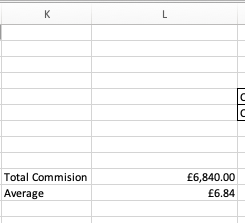 K L
Total Commision £6,840.00
Average £6.84